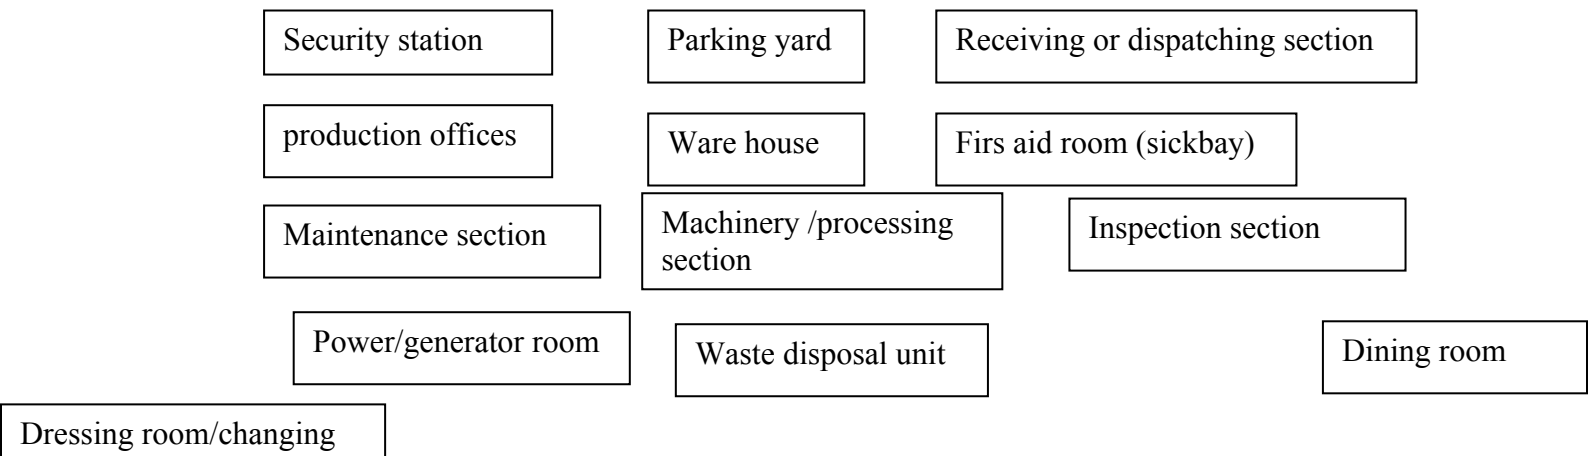 Security station
Parking yard
Receiving or dispatching section
production offices
Ware house
Firs aid room (sickbay)
Maintenance section
Machinery /processing
section
Inspection section
Power/generator room
Waste disposal unit
Dining room
Dressing room/changing